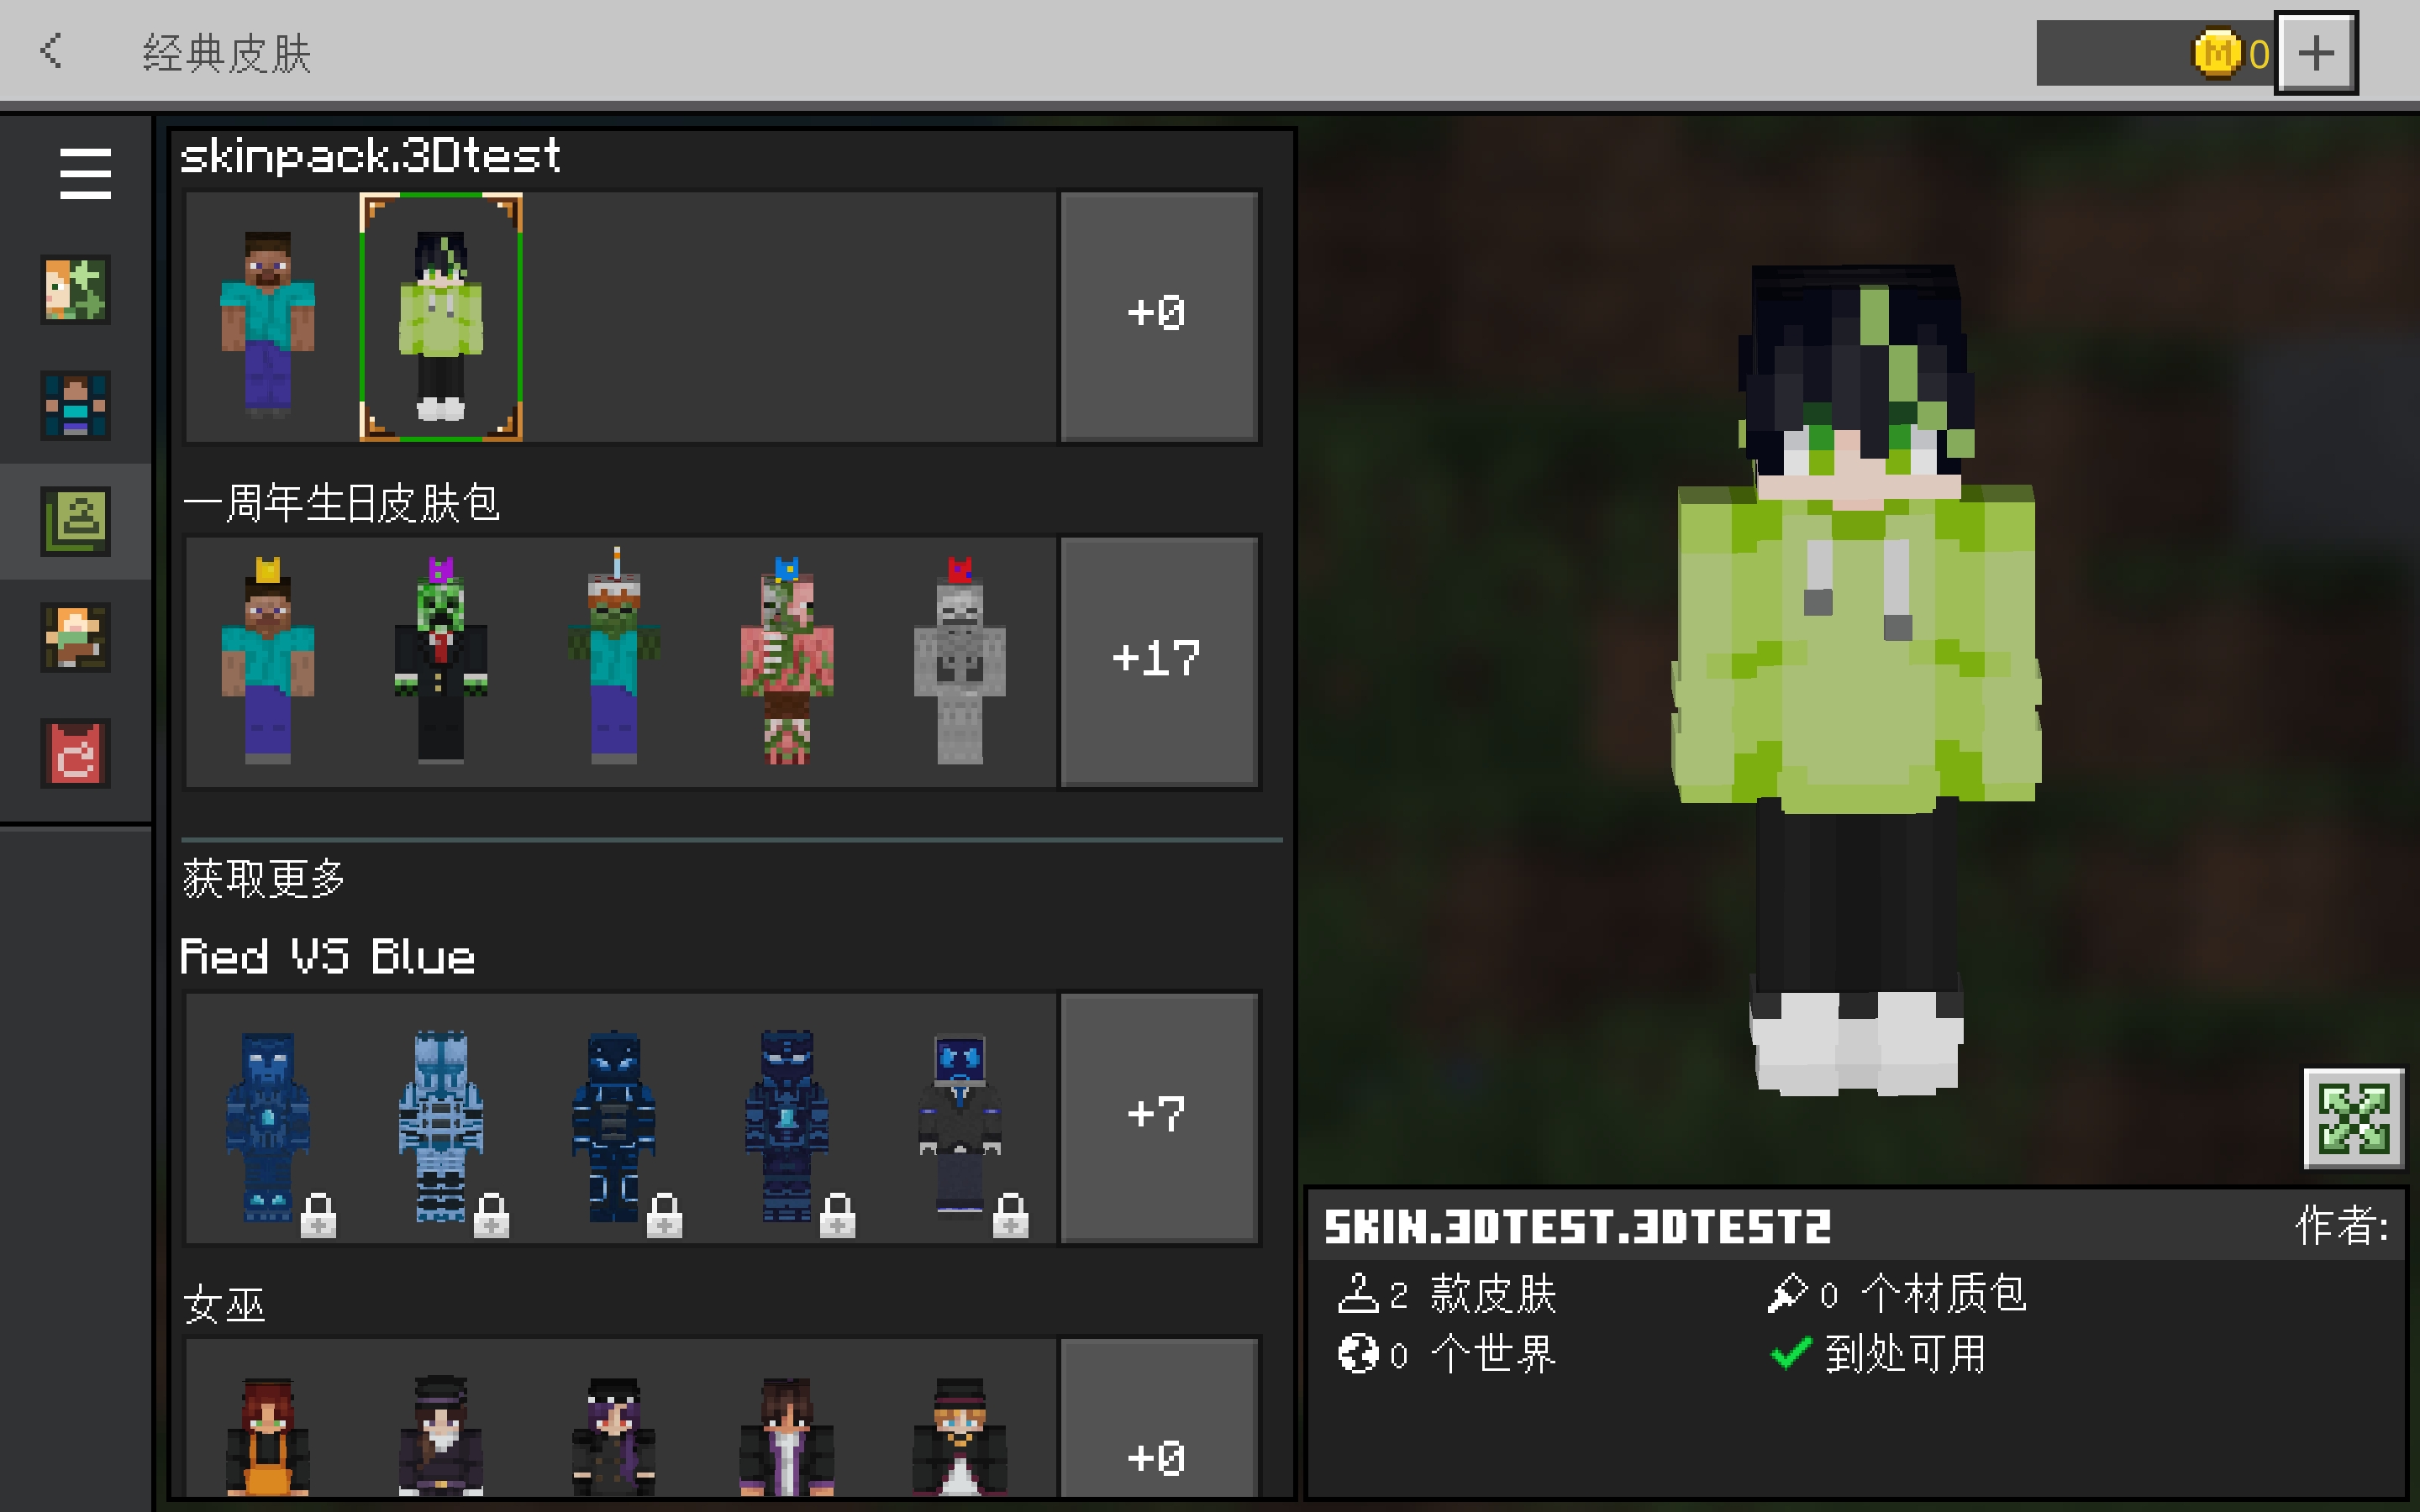 经典皮肤
0
skinpack.3Dtest
+0
一周年生日皮肤包
+17
获取更多
Red VS Blue
+7
女巫
+0
SKIN.3DTEST.3DTEST2
作者:
2 款皮肤
0 个材质包
0 个世界
到处可用